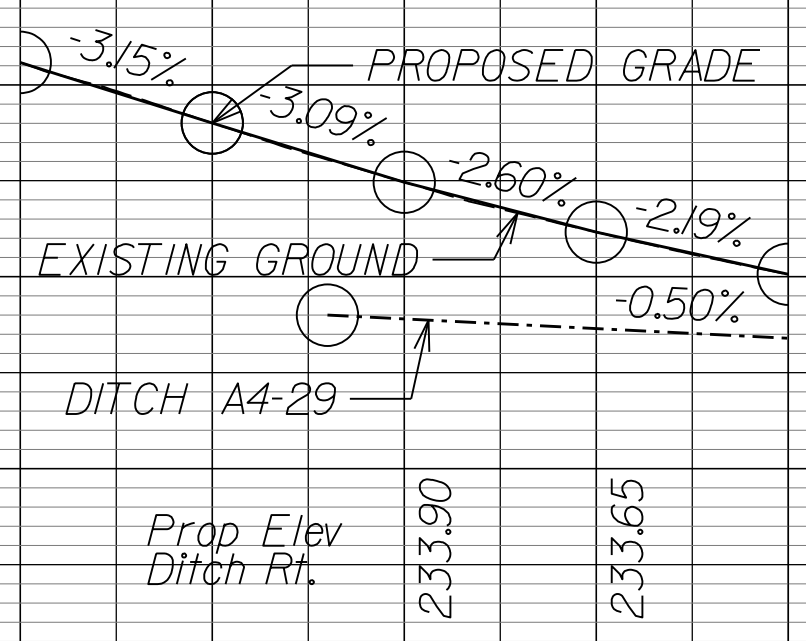 -3.15%
PROPOSED GRADE
-3.09%
-2.60%
-2.19%
EXISTING GROUND
-0.50%
DITCH A4-29
Prop Elev
Ditch Rt.
233.90
233.65